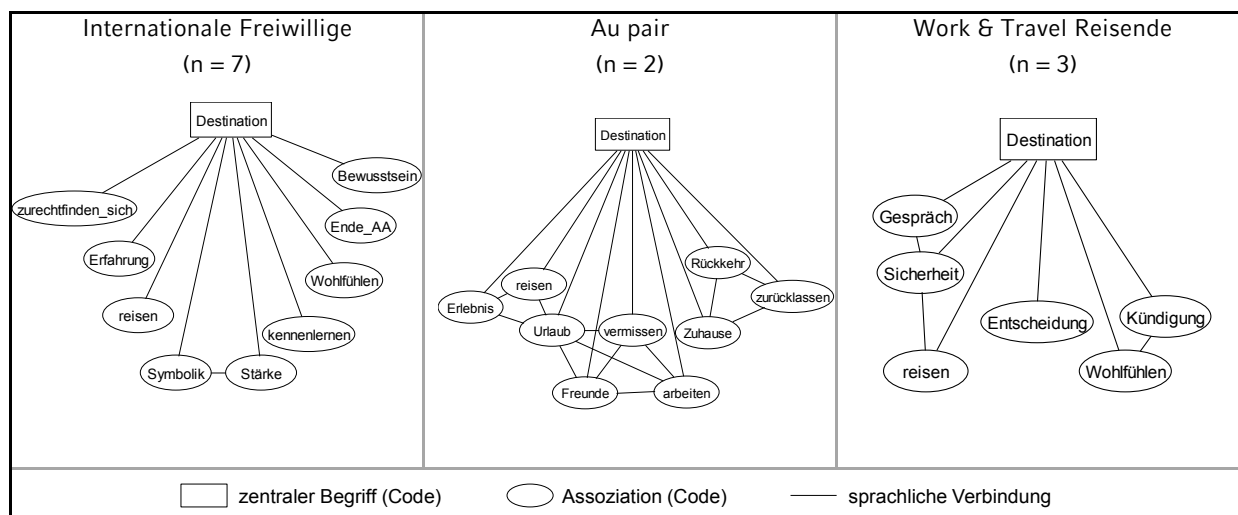 Internationale Freiwillige
(n = 7)
Destination
Bewusstsein
zurechtfinden_sich
Ende_AA
Erfahrung
Wohlfühlen
reisen
kennenlernen
Symbolik
Stärke
Au pair
(n = 2)
Destination
Rückkehr
reisen
zurücklassen
Erlebnis
Urlaub
vermissen
Zuhause
Freunde
arbeiten
Work & Travel Reisende
(n = 3)
Destination
Gespräch
Sicherheit
Entscheidung
Kündigung
reisen
Wohlfühlen
zentraler Begriff (Code)
Assoziation (Code)
sprachliche Verbindung